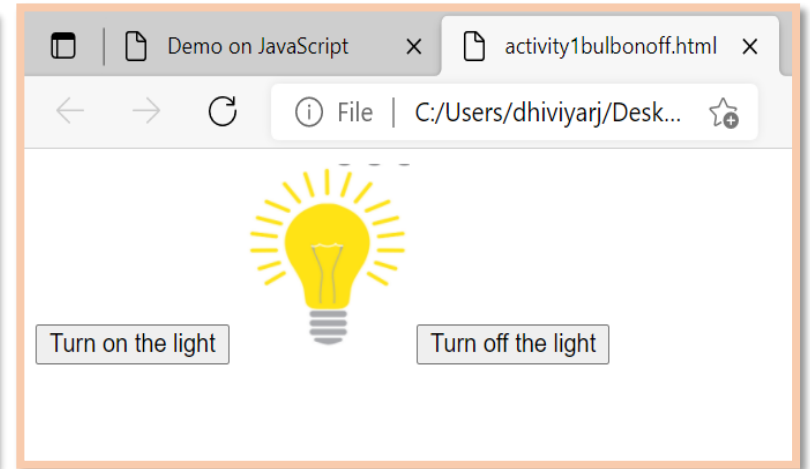 Demo on JavaScript
activity1bulbonoff.html
File | C:/Users/dhiviyarj/Desk...
Turn on the light
Turn off the light